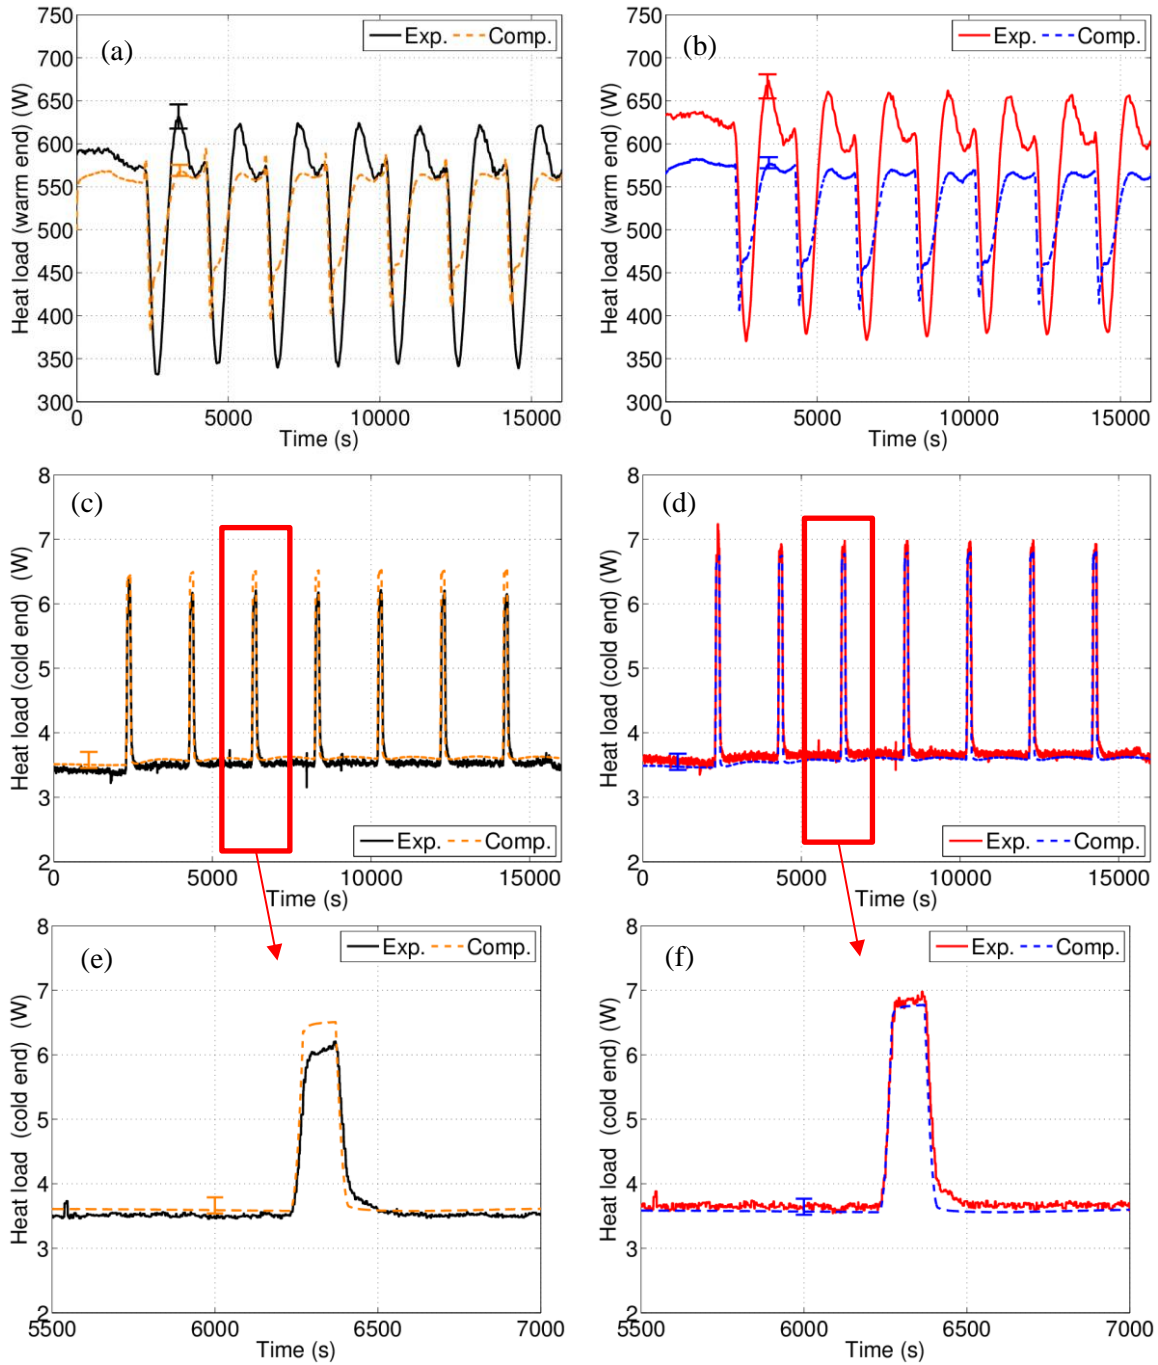 (a)
Exp. Comp.
750
700
650
600
550
500
450
400
350
300
0 5000 10000 15000
Time (s)
Heat load (warm end) (W)
(b)
Exp. Comp.
750
700
650
600
550
500
450
400
350
300
0 5000 10000 15000
Time (s)
Heat load (warm end) (W)
(c)
8
7
6
5
4
3
2
Exp. Comp.
0 5000 10000 15000
Time (s)
Heat load (cold end) (W)
(d)
8
7
6
5
4
3
2
Exp. Comp.
0 5000 10000 15000
Time (s)
Heat load (cold end) (W)
(e)
Exp. Comp.
8
7
6
5
4
3
2
5500 6000 6500 7000
Time (s)
Heat load (cold end) (W)
(f)
Exp. Comp.
8
7
6
5
4
3
2
5500 6000 6500 7000
Time (s)
Heat load (cold end) (W)